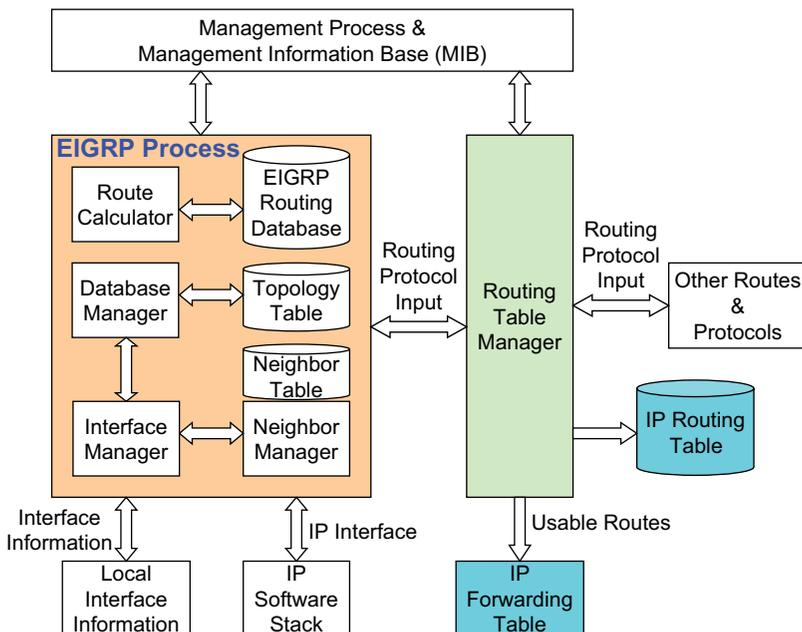 Management Process &
Management Information Base (MIB)
EIGRP Process
Route
Calculator
EIGRP
Routing
Database
Database
Manager
Topology
Table
Neighbor
Table
Interface
Manager
Neighbor
Manager
Routing
Protocol
Input
Routing
Table
Manager
Routing
Protocol
Input
Other Routes
&
Protocols
IP Routing
Table
Interface
Information
IP Interface
Usable Routes
Local
Interface
Information
IP
Software
Stack
IP
Forwarding
Table